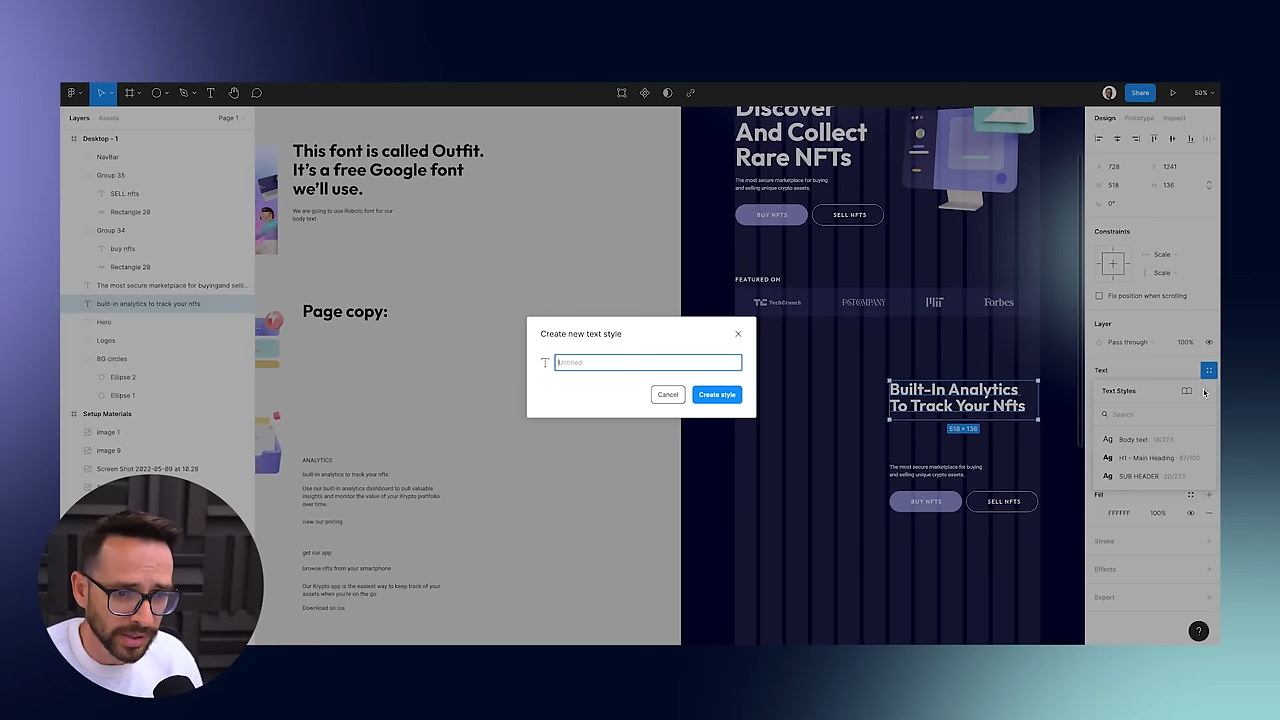 Share
50%
Layers
Assets
Page 1
Desktop - 1
NavBar
Group 35
SELL nfts
Rectangle 20
Group 34
buy nfts
Rectangle 20
The most secure marketplace for buyingand selli...
built-in analytics to track your nfts
Hero
Logos
BG circles
Ellipse 2
Ellipse 1
Setup Materials
image 1
image 9
Screen Shot 2022-05-09 at 10.28
This font is called Outfit.
It's a free Google font
we'll use.
We are going to use Roboto font for our
body text.
Page copy:
ANALYTICS
built-in analytics to track your nfts
Use our built-in analytics dashboard to pull valuable
insights and monitor the value of your Krypto portfolio
over time.
view our pricing
get our app
browse nfts from your smartphone
Our Krypto app is the easiest way to keep track of your
assets when you're on the go.
Download on ios
Create new text style
Untitled
Cancel
Create style
Discover
And Collect
Rare NFTs
The most secure marketplace for buying
and selling unique crypto assets.
BUY NFTS
SELL NFTS
FEATURED ON
TechCrunch
FAST COMPANY
MIT
Forbes
Built-In Analytics
To Track Your Nfts
518 × 136
The most secure marketplace for buying
and selling unique crypto assets.
BUY NFTS
SELL NFTS
Design
Prototype
Inspect
X 728
Y 1241
W 518
H 136
0°
Constraints
Scale
Scale
Fix position when scrolling
Layer
Pass through
100%
Text
Text Styles
Search
Ag Body text 18/27.5
Ag H1 - Main Heading 87/100
Ag SUB HEADER 20/27.5
Fill
FFFFFF
100%
Stroke
Effects
Export
?